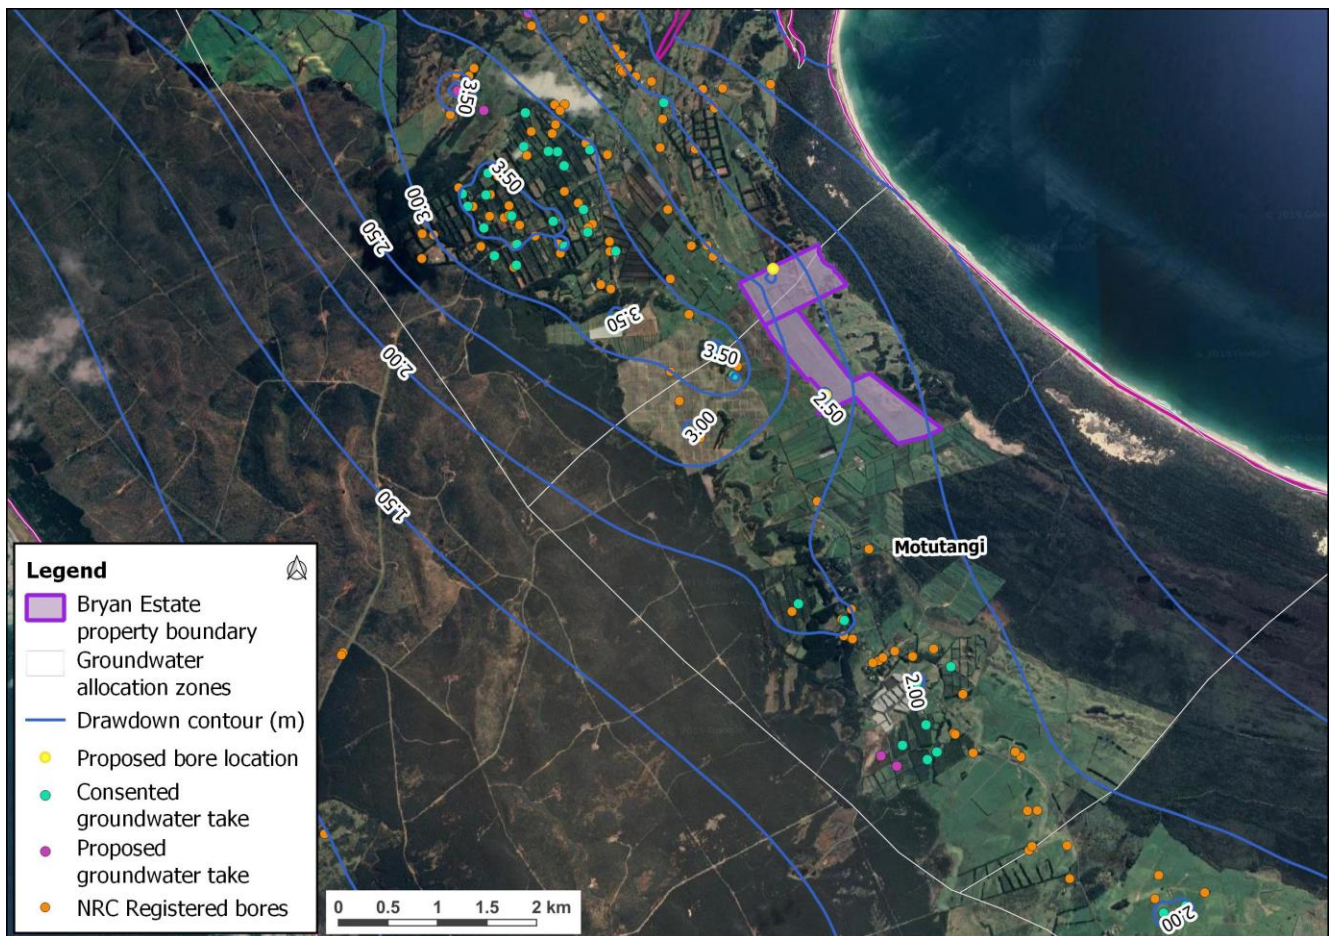 3.50
3.50
3.00
2.50
3.50
3.50
2.00
2.50
3.00
1.50
Motutangi
2.00
2.00
Legend
Bryan Estate
property boundary
Groundwater
allocation zones
Drawdown contour (m)
Proposed bore location
Consented
groundwater take
Proposed
groundwater take
NRC Registered bores
0 0.5 1 1.5 2 km